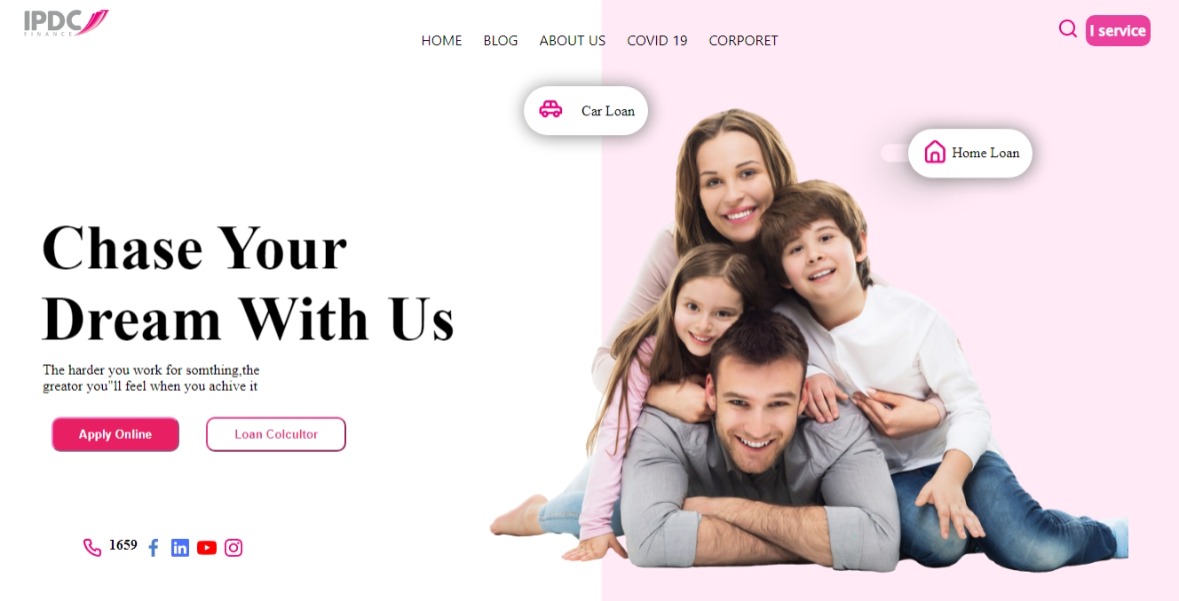 IPDC
FINANCE
HOME BLOG ABOUT US COVID 19 CORPORET
I service
Car Loan
Home Loan
Chase Your
Dream With Us
The harder you work for somthing,the
greator you"ll feel when you achive it
Apply Online
Loan Colcultor
1659